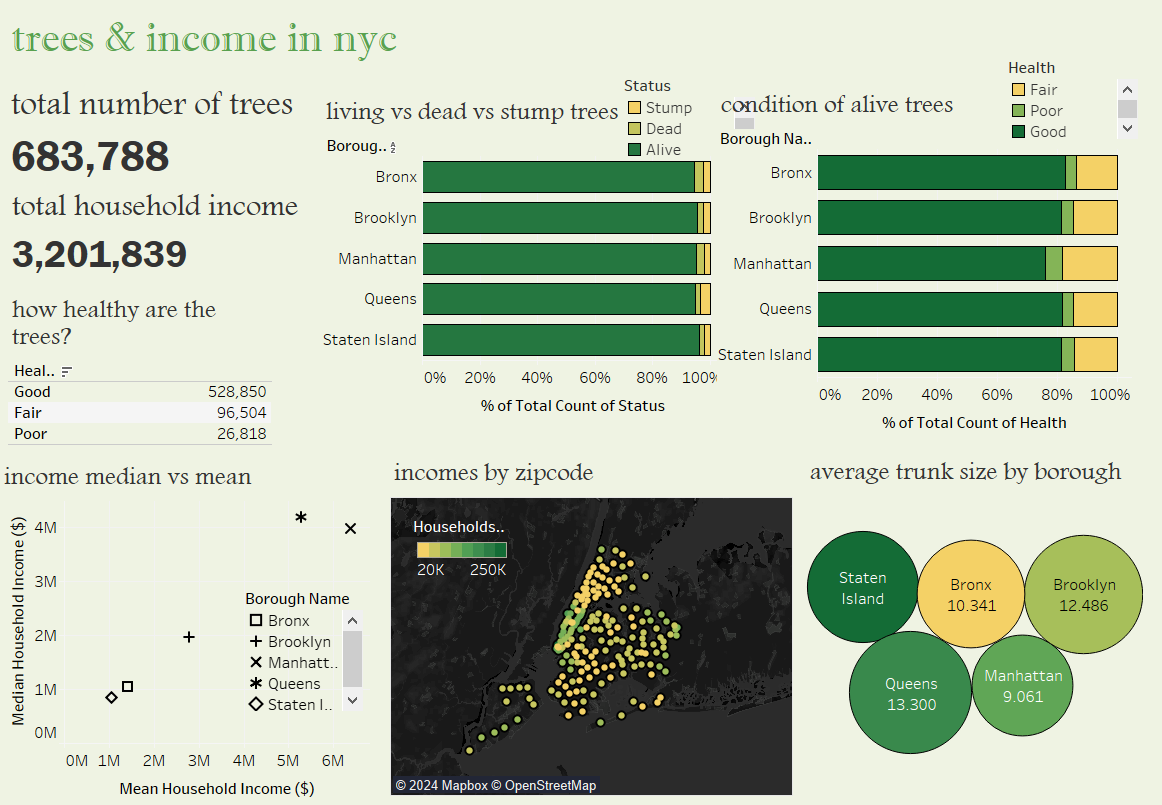 trees & income in nyc
total number of trees
683,788
total household income
3,201,839
how healthy are the
trees?
Heal..
Good 528,850
Fair 96,504
Poor 26,818
living vs dead vs stump trees
Status
Stump
Dead
Alive
Boroug..
Bronx
Brooklyn
Manhattan
Queens
Staten Island
0% 20% 40% 60% 80% 100%
% of Total Count of Status
condition of alive trees
Health
Fair
Poor
Good
Borough Na..
Bronx
Brooklyn
Manhattan
Queens
Staten Island
0% 20% 40% 60% 80% 100%
% of Total Count of Health
income median vs mean
Median Household Income ($)
4M
3M
2M
1M
0M
0M 1M 2M 3M 4M 5M 6M
Mean Household Income ($)
Borough Name
Bronx
Brooklyn
Manhatt..
Queens
Staten I..
incomes by zipcode
Households..
20K 250K
© 2024 Mapbox © OpenStreetMap
average trunk size by borough
Staten
Island
Bronx
10.341
Brooklyn
12.486
Queens
13.300
Manhattan
9.061